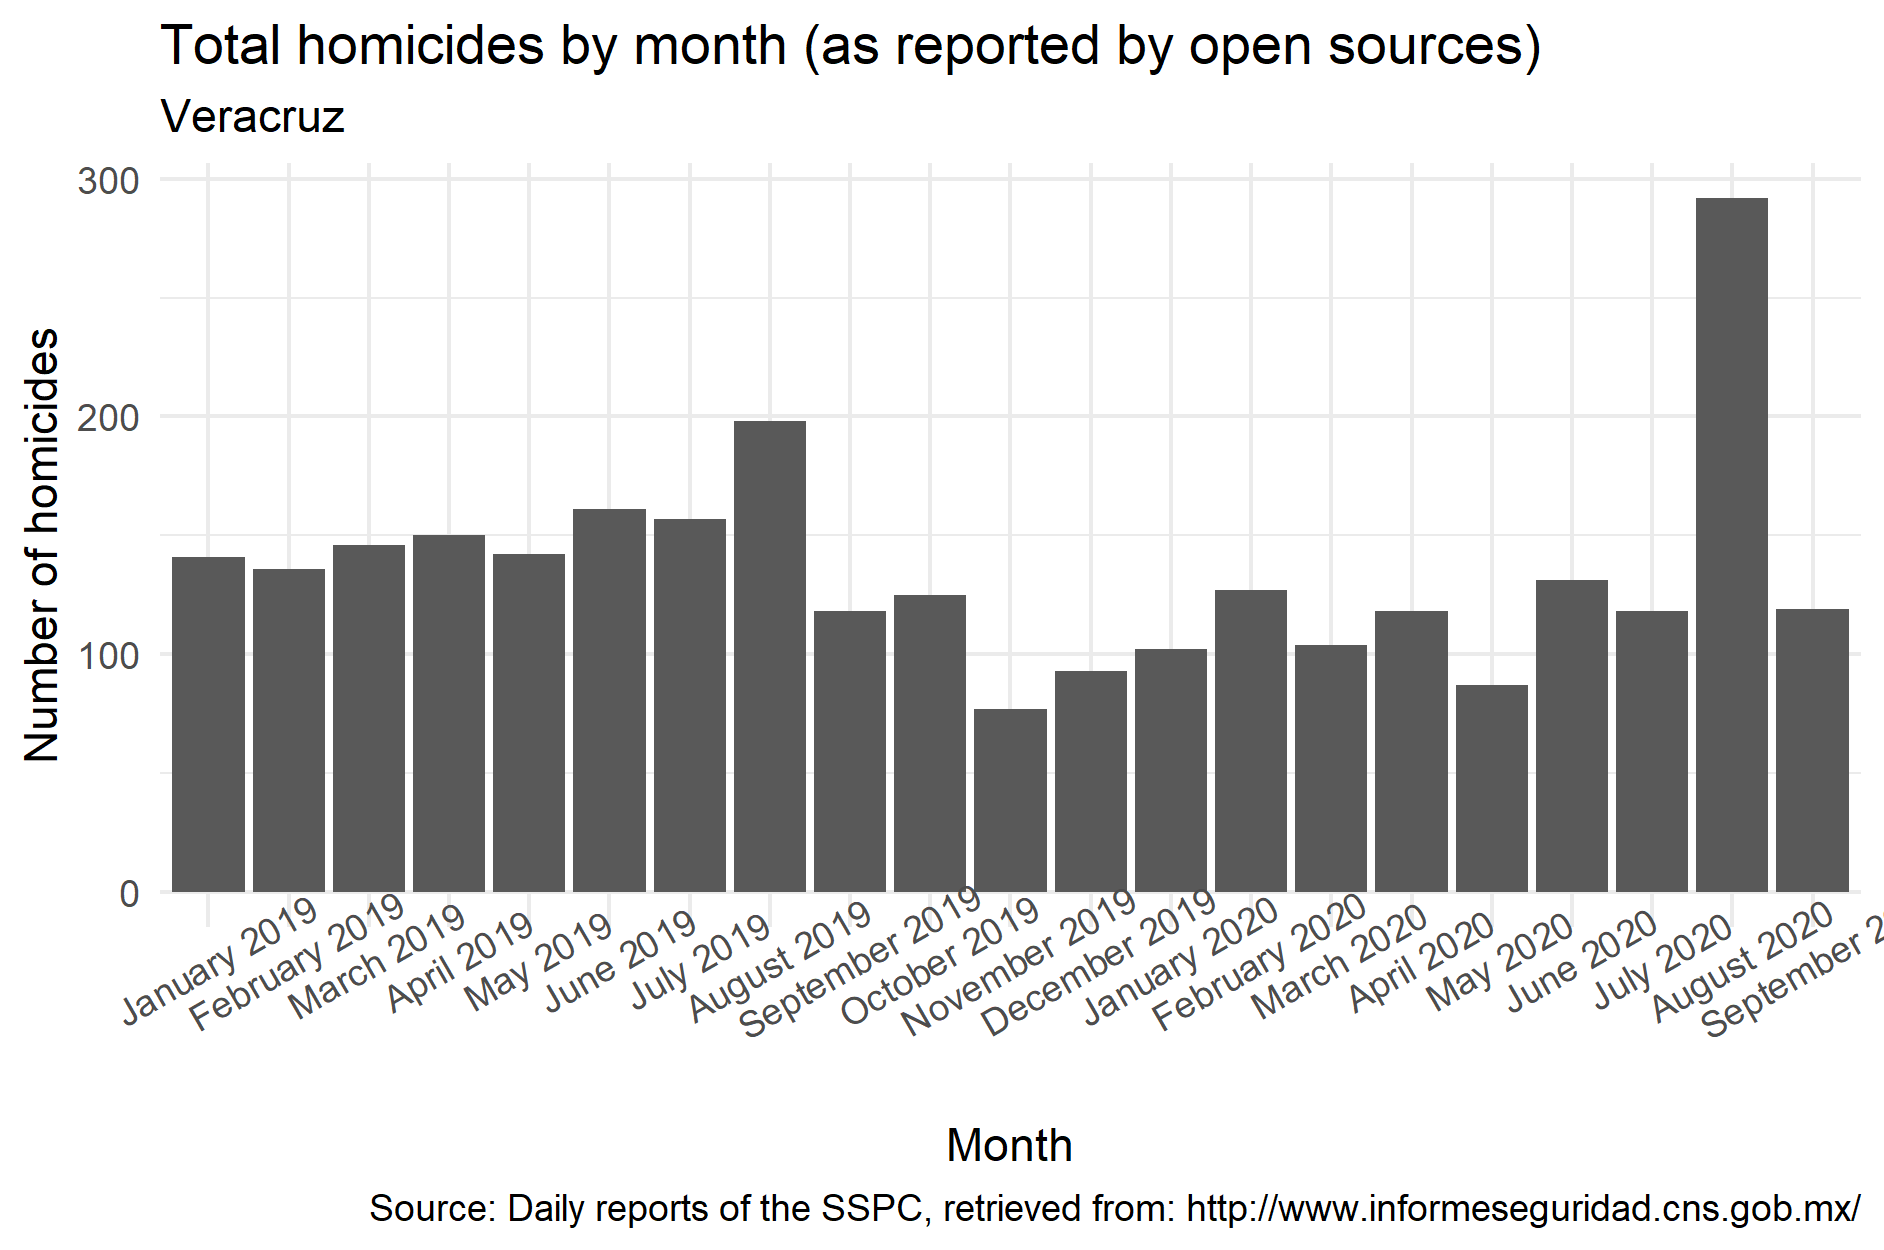 Total homicides by month (as reported by open sources)
Veracruz
Number of homicides
300
200
100
0
January 2019
February 2019
March 2019
April 2019
May 2019
June 2019
July 2019
August 2019
September 2019
October 2019
November 2019
December 2019
January 2020
February 2020
March 2020
April 2020
May 2020
June 2020
July 2020
August 2020
September 2
Month
Source: Daily reports of the SSPC, retrieved from: http://www.informeseguridad.cns.gob.mx/